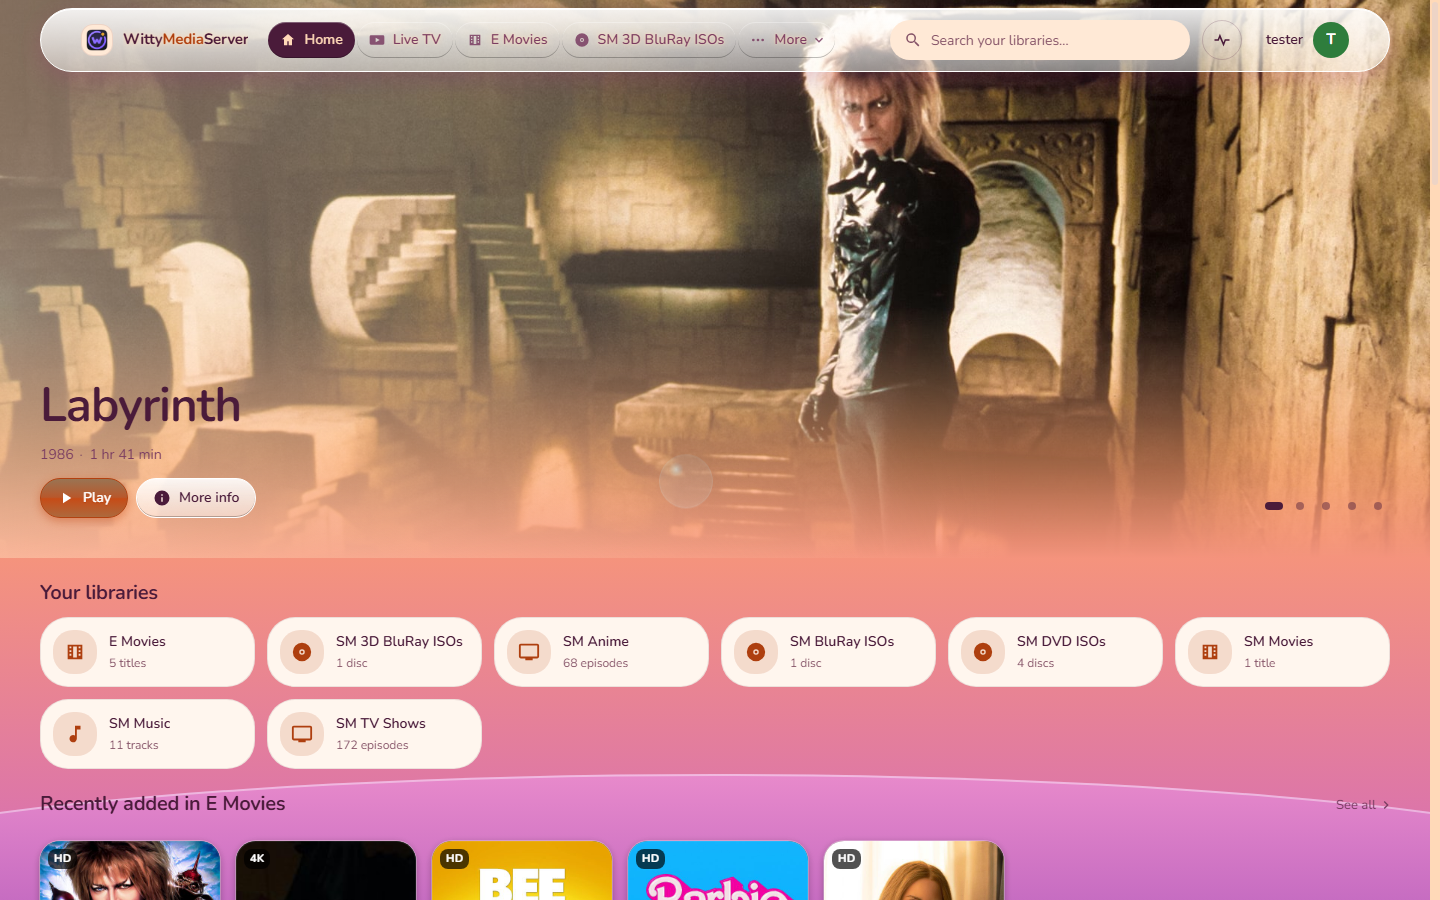 WittyMediaServer
Home
Live TV
E Movies
SM 3D BluRay ISOs
More
Search your libraries...
tester
T
Labyrinth
1986 · 1 hr 41 min
Play
More info
Your libraries
E Movies
5 titles
SM 3D BluRay ISOs
1 disc
SM Anime
68 episodes
SM BluRay ISOs
1 disc
SM DVD ISOs
4 discs
SM Movies
1 title
SM Music
11 tracks
SM TV Shows
172 episodes
Recently added in E Movies
See all
HD
4K
HD
BEE
HD
Barbie
HD